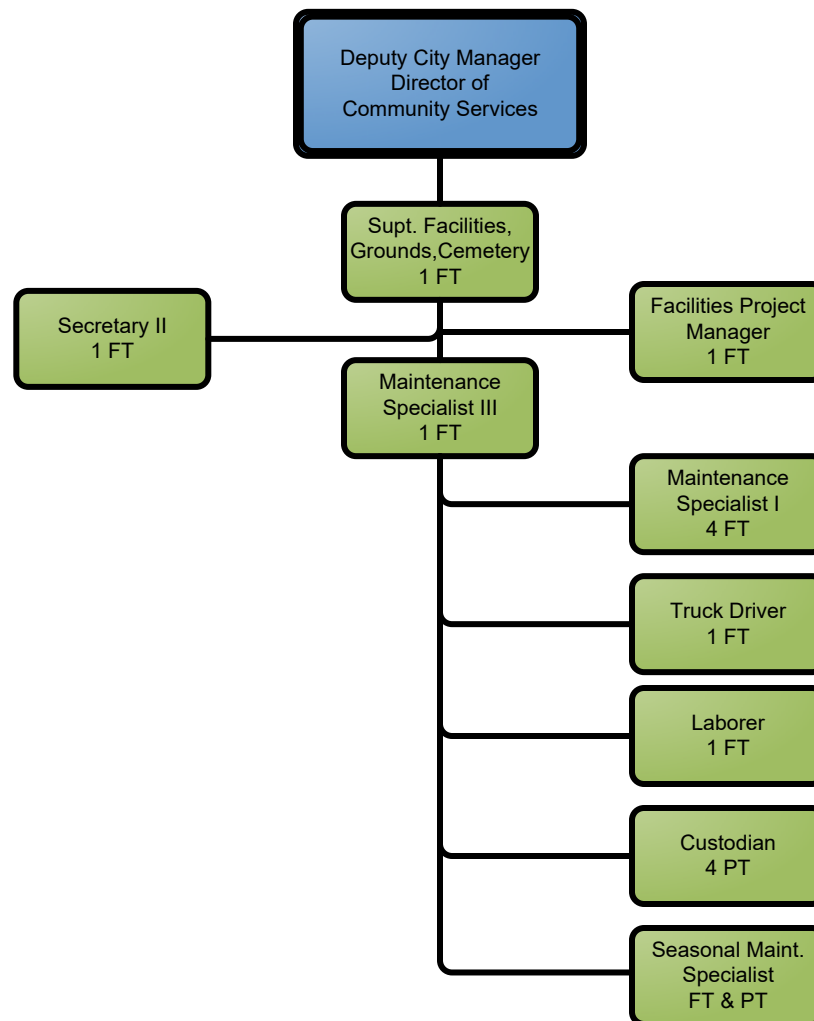 Deputy City Manager
Director of
Community Services
Supt. Facilities,
Grounds,Cemetery
1 FT
Secretary II
1 FT
Facilities Project
Manager
1 FT
Maintenance
Specialist III
1 FT
Maintenance
Specialist I
4 FT
Truck Driver
1 FT
Laborer
1 FT
Custodian
4 PT
Seasonal Maint.
Specialist
FT & PT